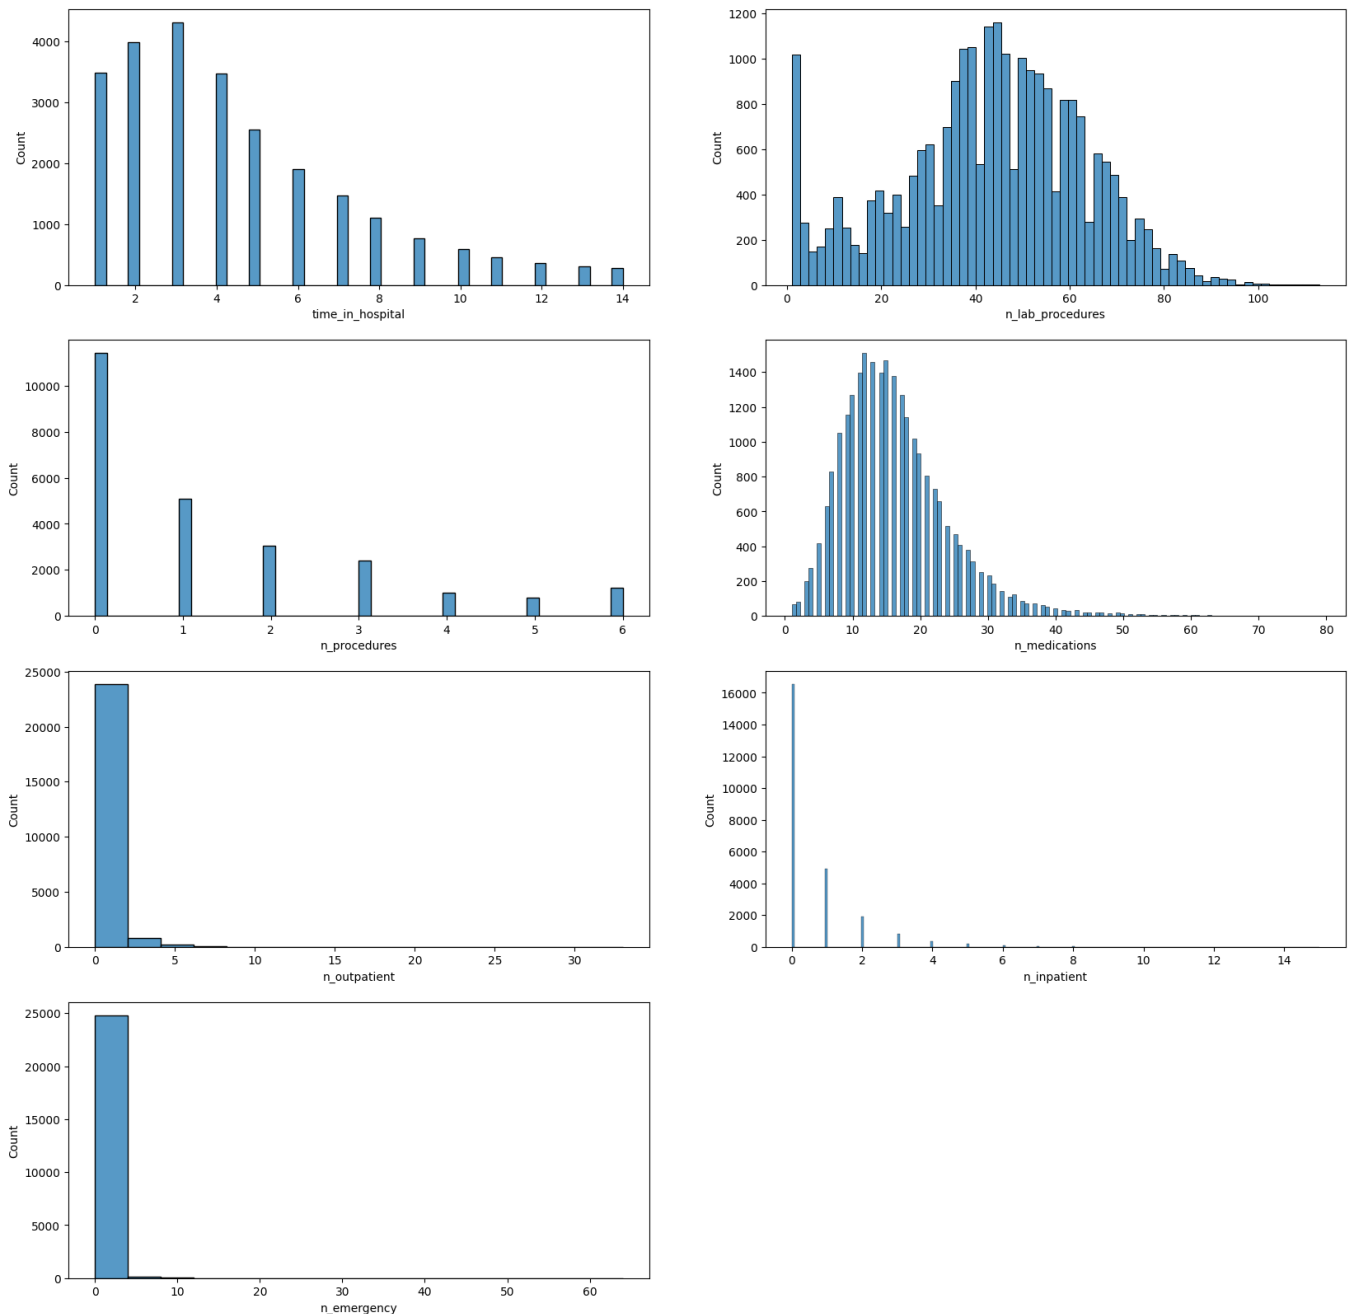 4000
3000
2000
1000
0
Count
2 4 6 8 10 12 14
time_in_hospital
1200
1000
800
600
400
200
0
Count
0 20 40 60 80 100
n_lab_procedures
10000
8000
6000
4000
2000
0
Count
0 1 2 3 4 5 6
n_procedures
1400
1200
1000
800
600
400
200
0
Count
0 10 20 30 40 50 60 70 80
n_medications
25000
20000
15000
10000
5000
0
Count
0 5 10 15 20 25 30
n_outpatient
16000
14000
12000
10000
8000
6000
4000
2000
0
Count
0 2 4 6 8 10 12 14
n_inpatient
25000
20000
15000
10000
5000
0
Count
0 10 20 30 40 50 60
n_emergency